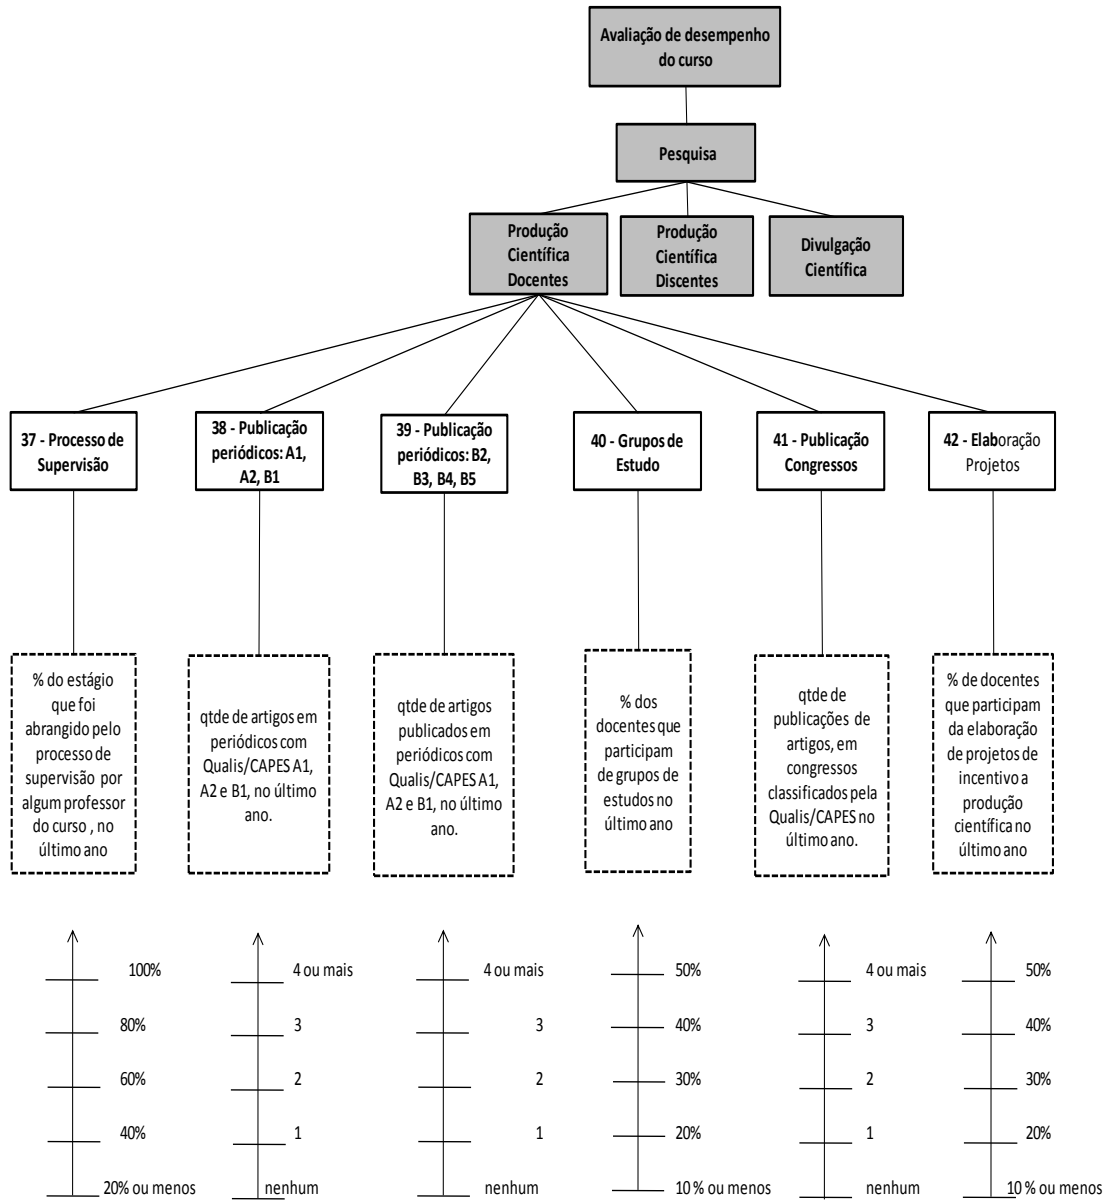 Avaliação de desempenho
do curso
Pesquisa
Produção
Científica
Docentes
Produção
Científica
Discentes
Divulgação
Científica
37 - Processo de
Supervisão
38 - Publicação
periódicos: A1,
A2, B1
39 - Publicação
periódicos: B2,
B3, B4, B5
40 - Grupos de
Estudo
41 - Publicação
Congressos
42 - Elaboração
Projetos
% do estágio
que foi
abrangido pelo
processo de
supervisão por
algum professor
do curso , no
último ano
qtde de artigos em
periódicos com
Qualis/CAPES A1,
A2 e B1, no último
ano.
qtde de artigos
publicados em
periódicos com
Qualis/CAPES A1,
A2 e B1, no último
ano.
% dos
docentes que
participam
de grupos de
estudos no
último ano
qtde de
publicações de
artigos, em
congressos
classificados pela
Qualis/CAPES no
último ano.
% de docentes
que participam
da elaboração
de projetos de
incentivo a
produção
científica no
último ano
100%
80%
60%
40%
20% ou menos
4 ou mais
3
2
1
nenhum
4 ou mais
3
2
1
nenhum
50%
40%
30%
20%
10 % ou menos
4 ou mais
3
2
1
nenhum
50%
40%
30%
20%
10 % ou menos